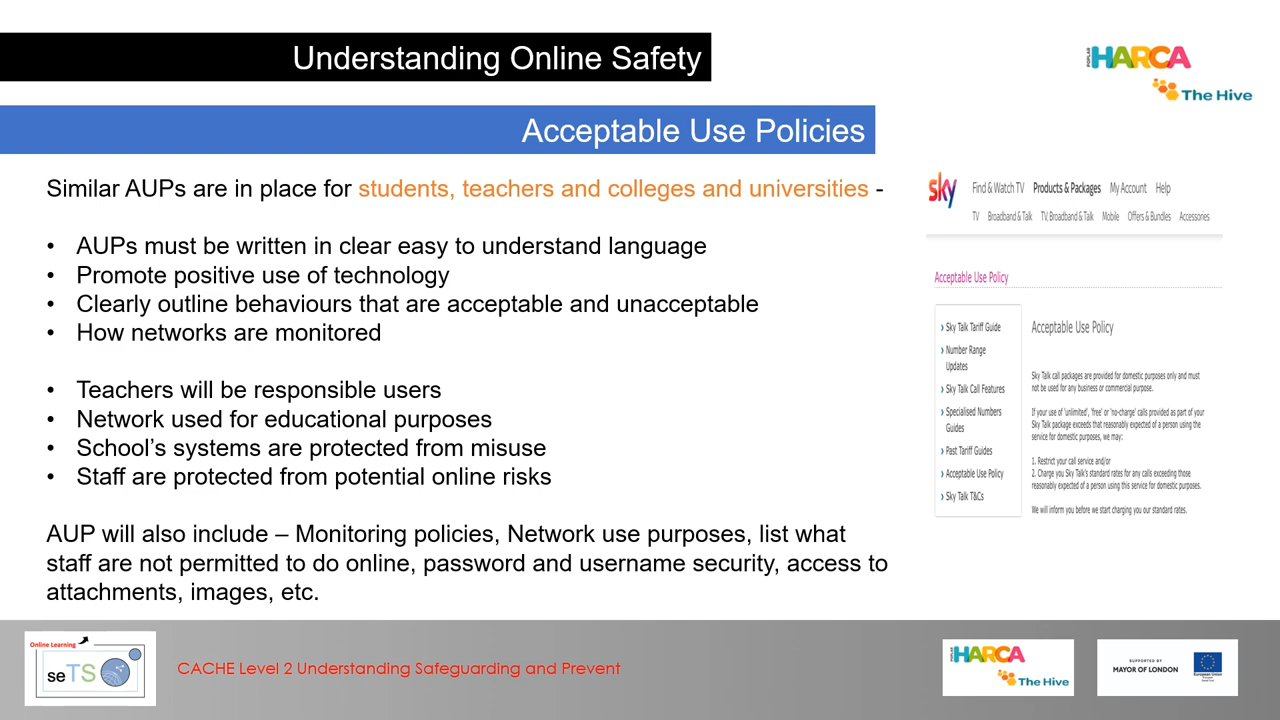 Understanding Online Safety
POPLAR HARCA
The Hive
Acceptable Use Policies
Similar AUPs are in place for students, teachers and colleges and universities -
• AUPs must be written in clear easy to understand language
• Promote positive use of technology
• Clearly outline behaviours that are acceptable and unacceptable
• How networks are monitored
• Teachers will be responsible users
• Network used for educational purposes
• School's systems are protected from misuse
• Staff are protected from potential online risks
AUP will also include – Monitoring policies, Network use purposes, list what
staff are not permitted to do online, password and username security, access to
attachments, images, etc.
sky
Find & Watch TV Products & Packages My Account Help
TV Broadband & Talk TV, Broadband & Talk Mobile Offers & Bundles Accessories
Acceptable Use Policy
› Sky Talk Tariff Guide
› Number Range
Updates
› Sky Talk Call Features
› Specialised Numbers
Guides
› Past Tariff Guides
› Acceptable Use Policy
› Sky Talk T&Cs
Acceptable Use Policy
Sky Talk call packages are provided for domestic purposes only and must
not be used for any business or commercial purpose.
If your use of 'unlimited', 'free' or 'no-charge' calls provided as part of your
Sky Talk package exceeds that reasonably expected of a person using the
service for domestic purposes, we may:
1. Restrict your call service and/or
2. Charge you Sky Talk's standard rates for any calls exceeding those
reasonably expected of a person using this service for domestic purposes.
We will inform you before we start charging you our standard rates.
Online Learning
seTS
CACHE Level 2 Understanding Safeguarding and Prevent
POPLAR HARCA
The Hive
SUPPORTED BY
MAYOR OF LONDON
European Union